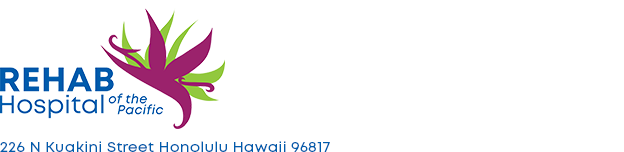 REHAB
Hospital of the Pacific
226 N Kuakini Street Honolulu Hawaii 96817